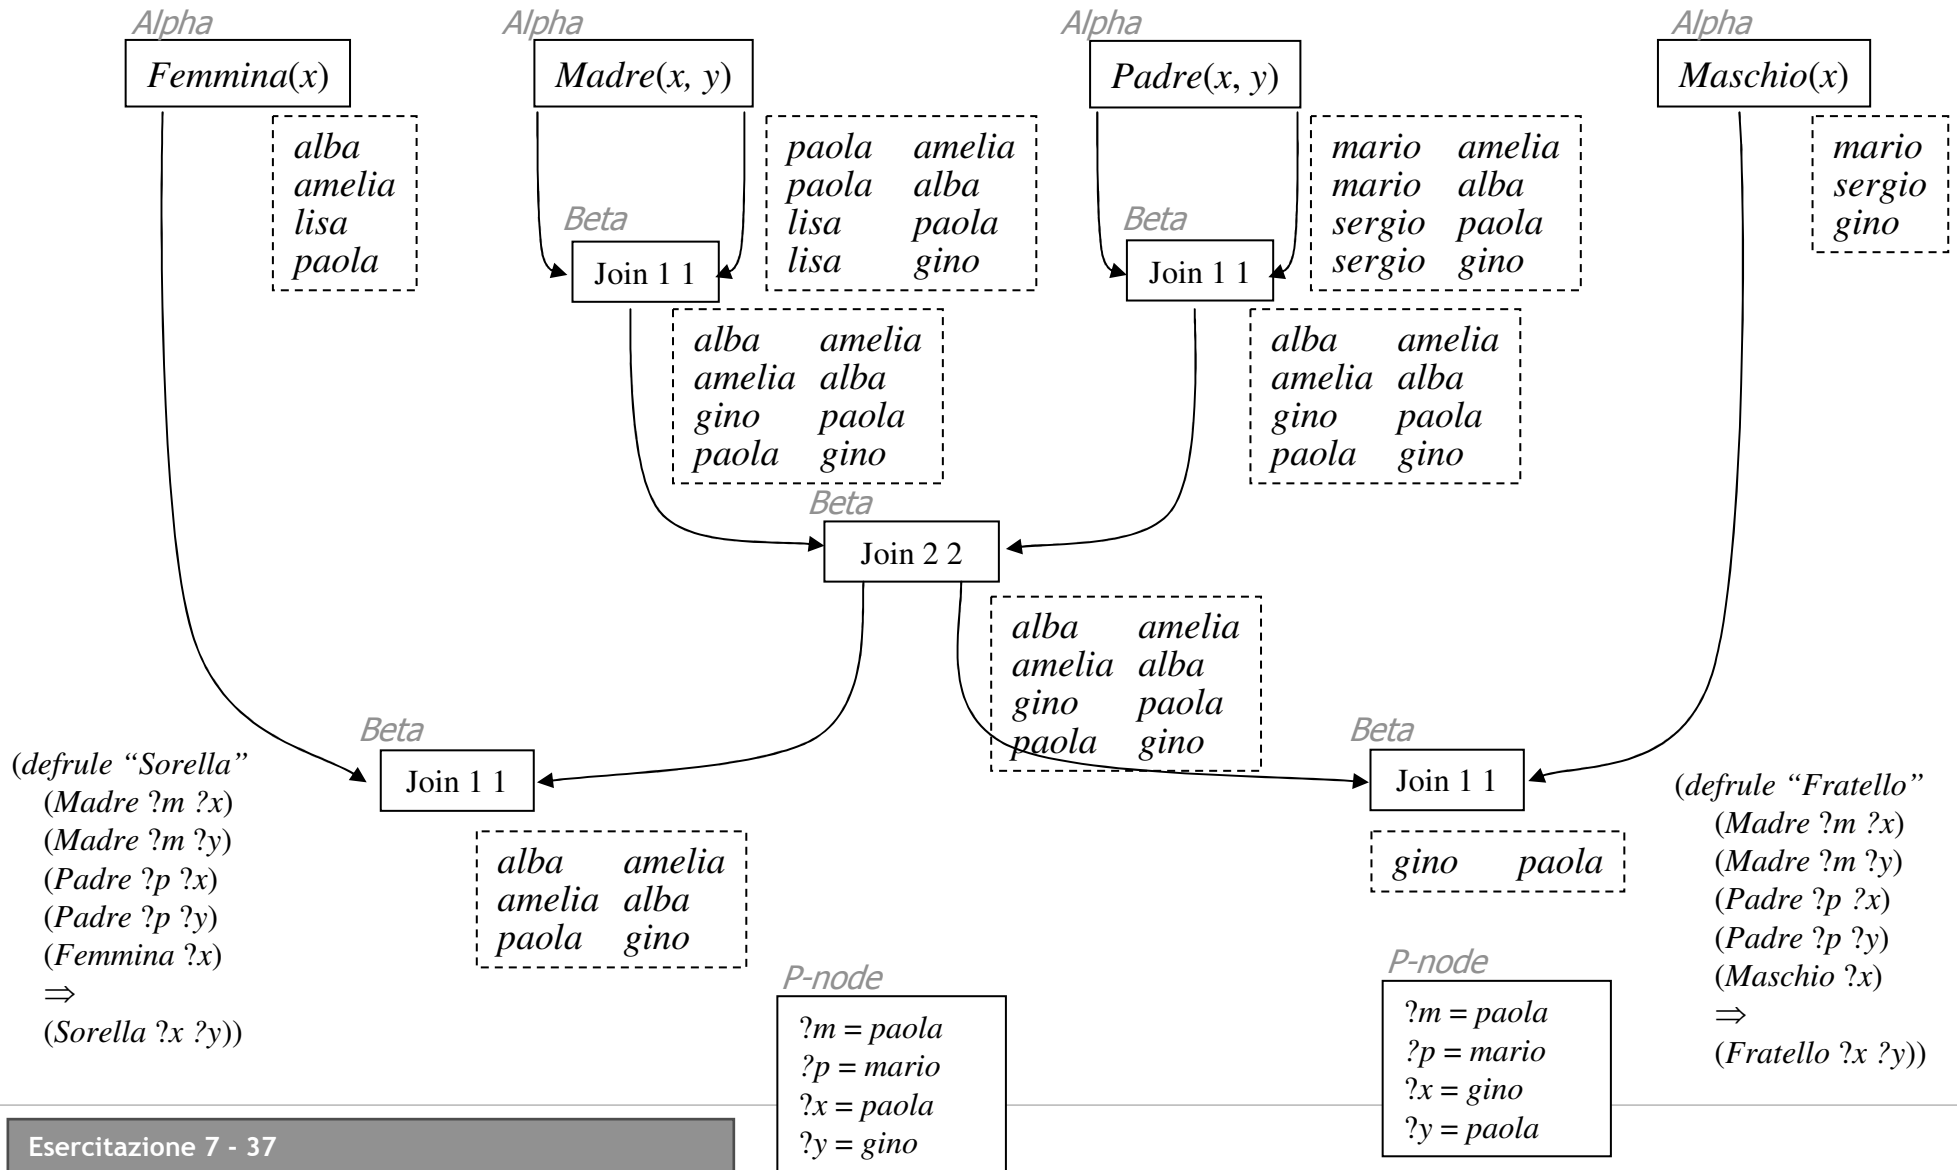 Alpha
Femmina(x)
alba
amelia
lisa
paola
Alpha
Madre(x, y)
paola amelia
paola alba
lisa paola
lisa gino
Alpha
Padre(x, y)
mario amelia
mario alba
sergio paola
sergio gino
Alpha
Maschio(x)
mario
sergio
gino
Beta
Join 1 1
alba amelia
amelia alba
gino paola
paola gino
Beta
Join 1 1
alba amelia
amelia alba
gino paola
paola gino
Beta
Join 2 2
alba amelia
amelia alba
gino paola
paola gino
(defrule “Sorella”
(Madre ?m ?x)
(Madre ?m ?y)
(Padre ?p ?x)
(Padre ?p ?y)
(Femmina ?x)
⇒
(Sorella ?x ?y))
Beta
Join 1 1
alba amelia
amelia alba
paola gino
P-node
?m = paola
?p = mario
?x = paola
?y = gino
Beta
Join 1 1
gino paola
P-node
?m = paola
?p = mario
?x = gino
?y = paola
(defrule “Fratello”
(Madre ?m ?x)
(Madre ?m ?y)
(Padre ?p ?x)
(Padre ?p ?y)
(Maschio ?x)
⇒
(Fratello ?x ?y))
Esercitazione 7 - 37